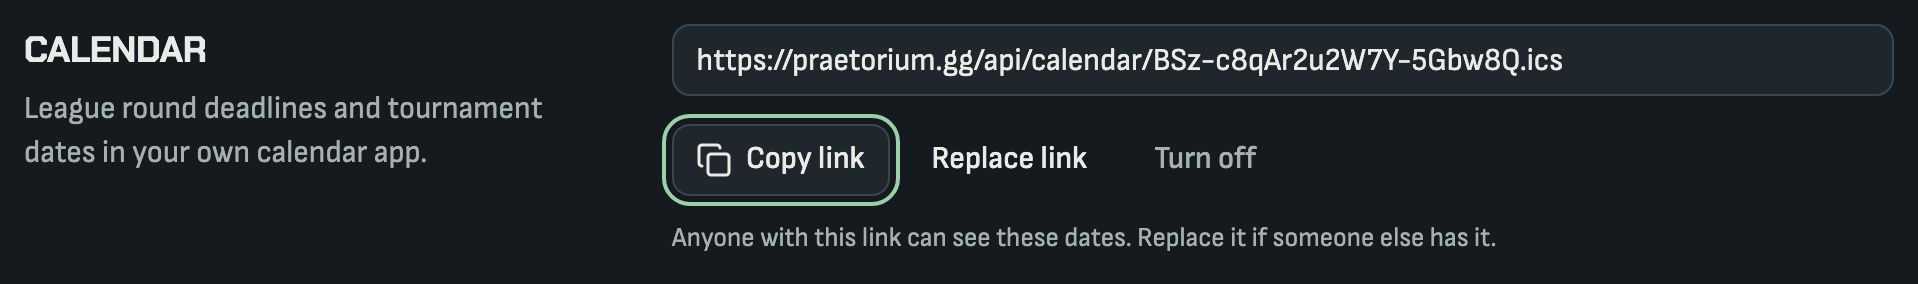 CALENDAR
League round deadlines and tournament
dates in your own calendar app.
https://praetorium.gg/api/calendar/BSz-c8qAr2u2W7Y-5Gbw8Q.ics
Copy link
Replace link
Turn off
Anyone with this link can see these dates. Replace it if someone else has it.